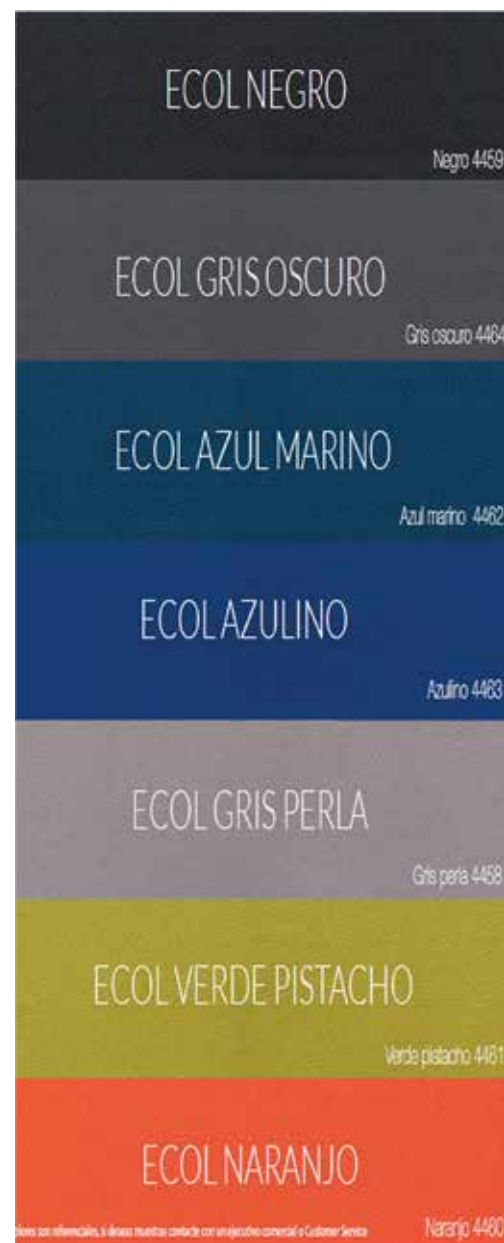 ECOL NEGRO
Negro 4459
ECOL GRIS OSCURO
Gris oscuro 4464
ECOL AZUL MARINO
Azul marino 4462
ECOL AZULINO
Azulino 4463
ECOL GRIS PERLA
Gris perla 4458
ECOL VERDE PISTACHO
Verde pistacho 4461
ECOL NARANJO
son referenciales, si deseas muestras contacte con un ejecutivo comercial o Customer Service
Naranjo 4460